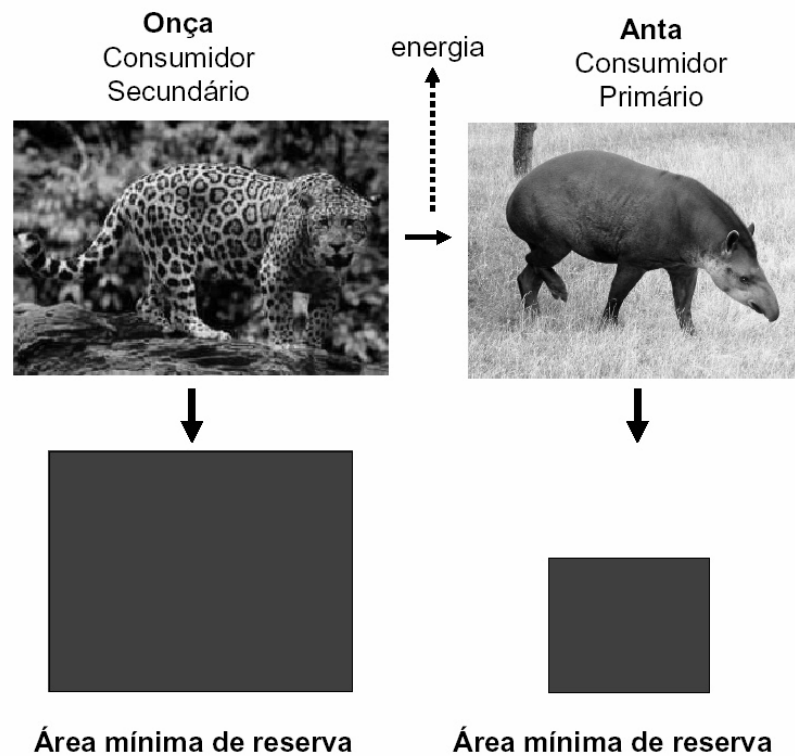 Onça
Consumidor
Secundário
energia
Anta
Consumidor
Primário
Área mínima de reserva
Área mínima de reserva